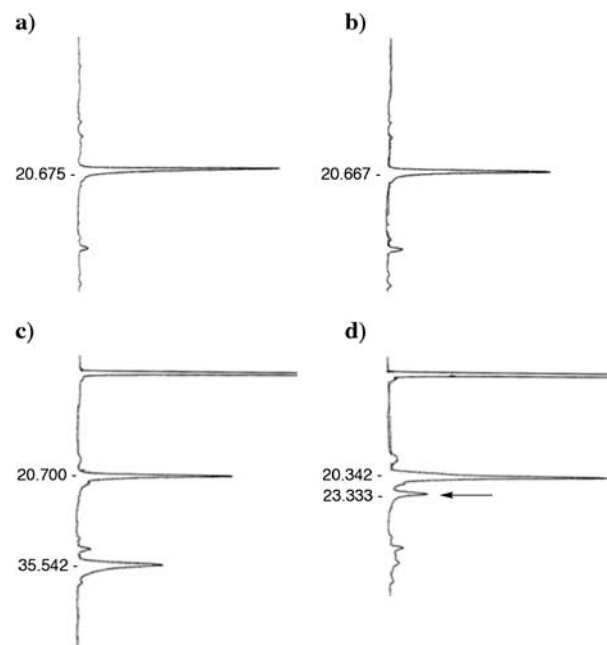 a)
20.675 -
b)
20.667 -
c)
20.700 -
35.542 -
d)
20.342 -
23.333 -